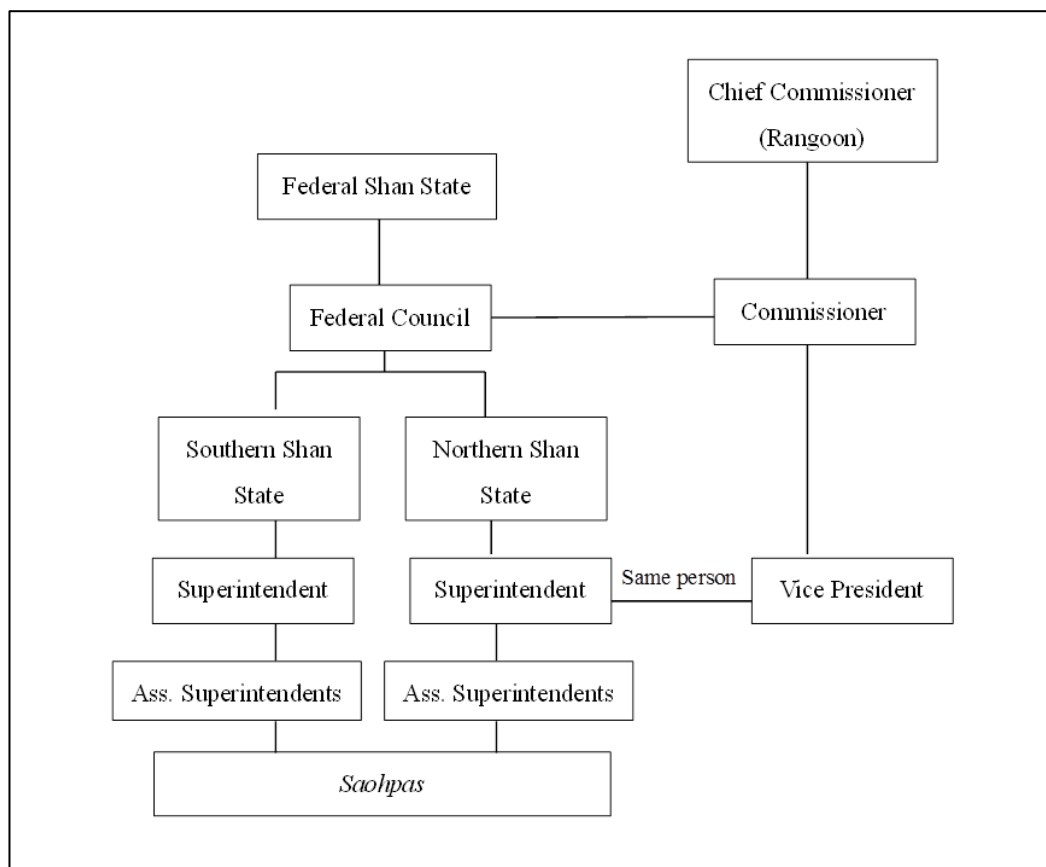 Chief Commissioner
(Rangoon)
Federal Shan State
Federal Council
Commissioner
Southern Shan
State
Northern Shan
State
Superintendent
Superintendent
Same person
Vice President
Ass. Superintendents
Ass. Superintendents
Saohpas